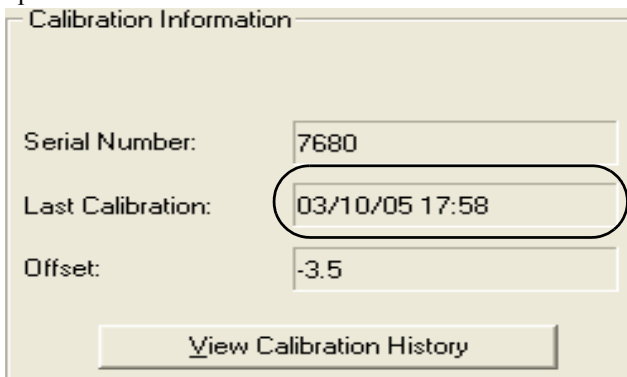 Calibration Information
Serial Number: 7680
Last Calibration: 03/10/05 17:58
Offset: -3.5
View Calibration History